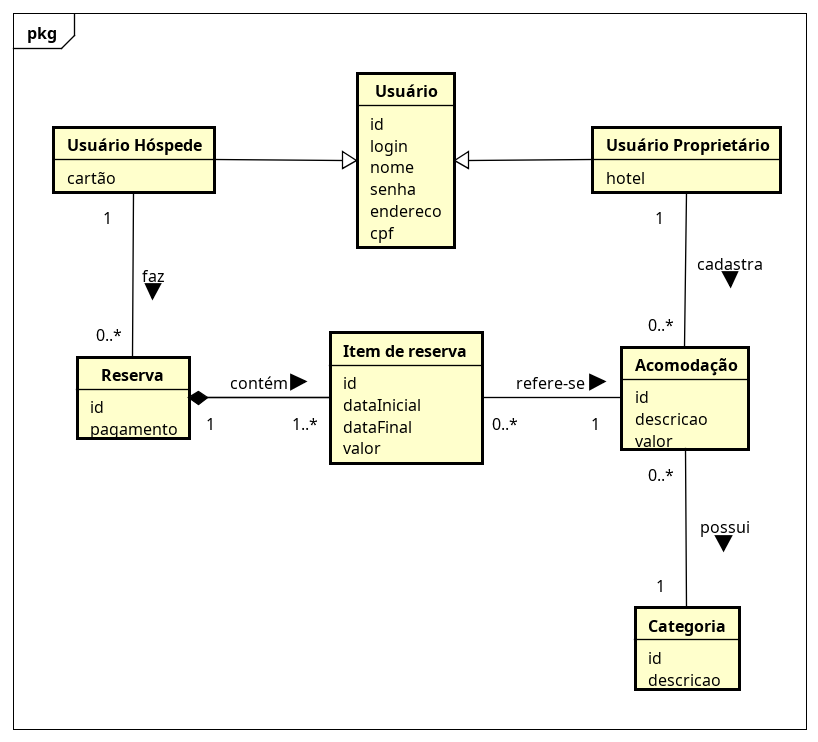 pkg
Usuário
id
login
nome
senha
endereco
cpf
Usuário Hóspede
cartão
Usuário Proprietário
hotel
1
faz
0..*
1
cadastra
0..*
Reserva
id
pagamento
contém
1
1..*
Item de reserva
id
dataInicial
dataFinal
valor
refere-se
0..*
1
Acomodação
id
descricao
valor
0..*
possui
1
Categoria
id
descricao